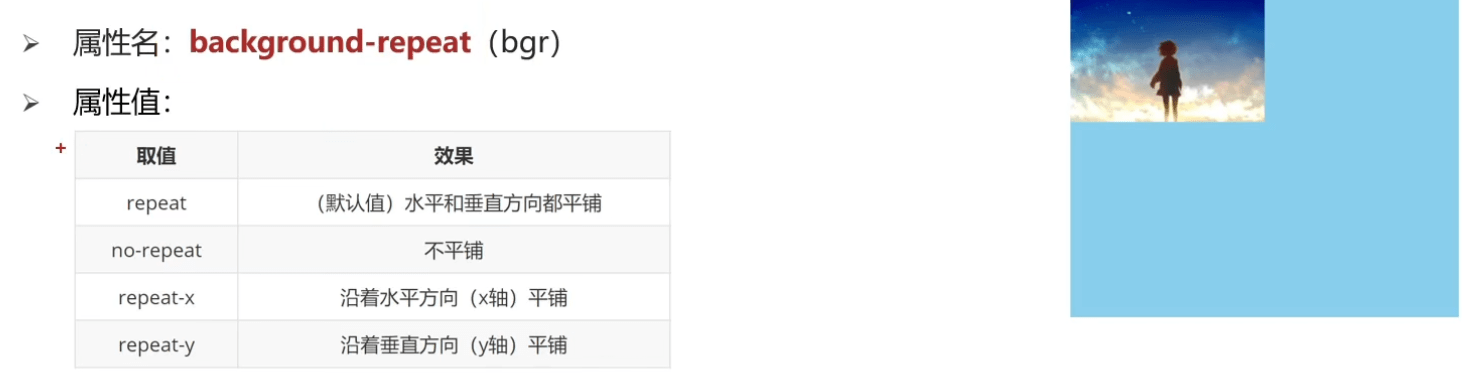 属性名：background-repeat（bgr）
属性值：
取值 效果
repeat （默认值）水平和垂直方向都平铺
no-repeat 不平铺
repeat-x 沿着水平方向（x轴）平铺
repeat-y 沿着垂直方向（y轴）平铺